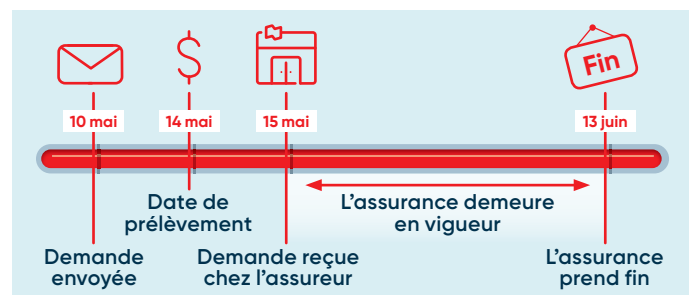 Fin
10 mai
14 mai
15 mai
13 juin
Date de
prélèvement
L'assurance demeure
en vigueur
Demande
envoyée
Demande reçue
chez l'assureur
L'assurance
prend fin